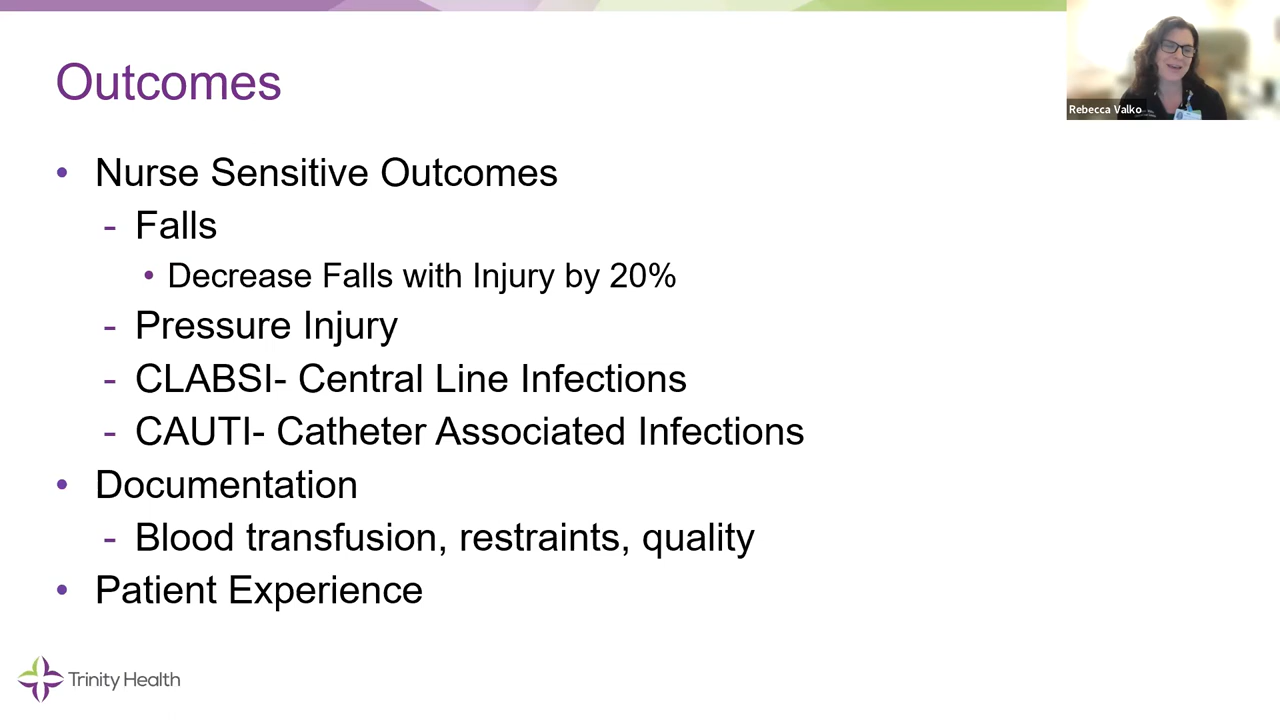 Outcomes
Rebecca Valko
• Nurse Sensitive Outcomes
- Falls
• Decrease Falls with Injury by 20%
- Pressure Injury
- CLABSI- Central Line Infections
- CAUTI- Catheter Associated Infections
• Documentation
- Blood transfusion, restraints, quality
• Patient Experience
Trinity Health